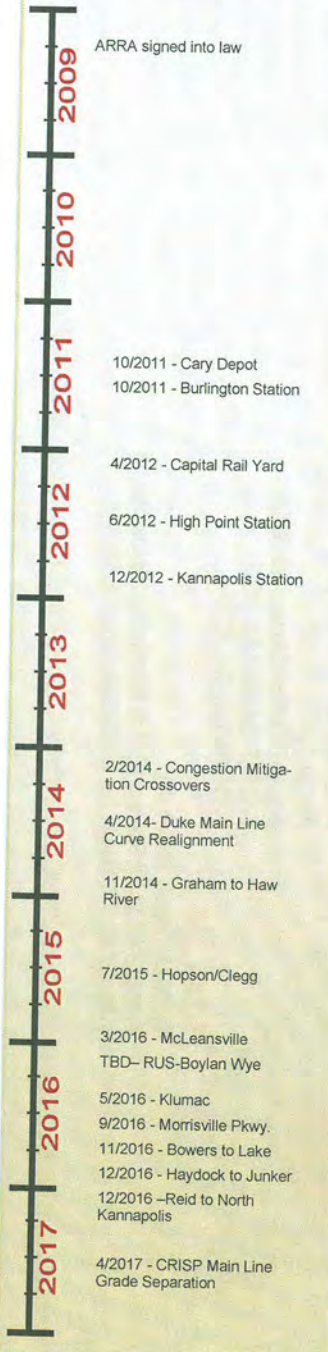 2009
ARRA signed into law
2010
2011
10/2011 - Cary Depot
10/2011 - Burlington Station
2012
4/2012 - Capital Rail Yard
6/2012 - High Point Station
12/2012 - Kannapolis Station
2013
2014
2/2014 - Congestion Mitiga-
tion Crossovers
4/2014- Duke Main Line
Curve Realignment
11/2014 - Graham to Haw
River
2015
7/2015 - Hopson/Clegg
3/2016 - McLeansville
TBD– RUS-Boylan Wye
2016
5/2016 - Klumac
9/2016 - Morrisville Pkwy.
11/2016 - Bowers to Lake
12/2016 - Haydock to Junker
12/2016 –Reid to North
Kannapolis
2017
4/2017 - CRISP Main Line
Grade Separation